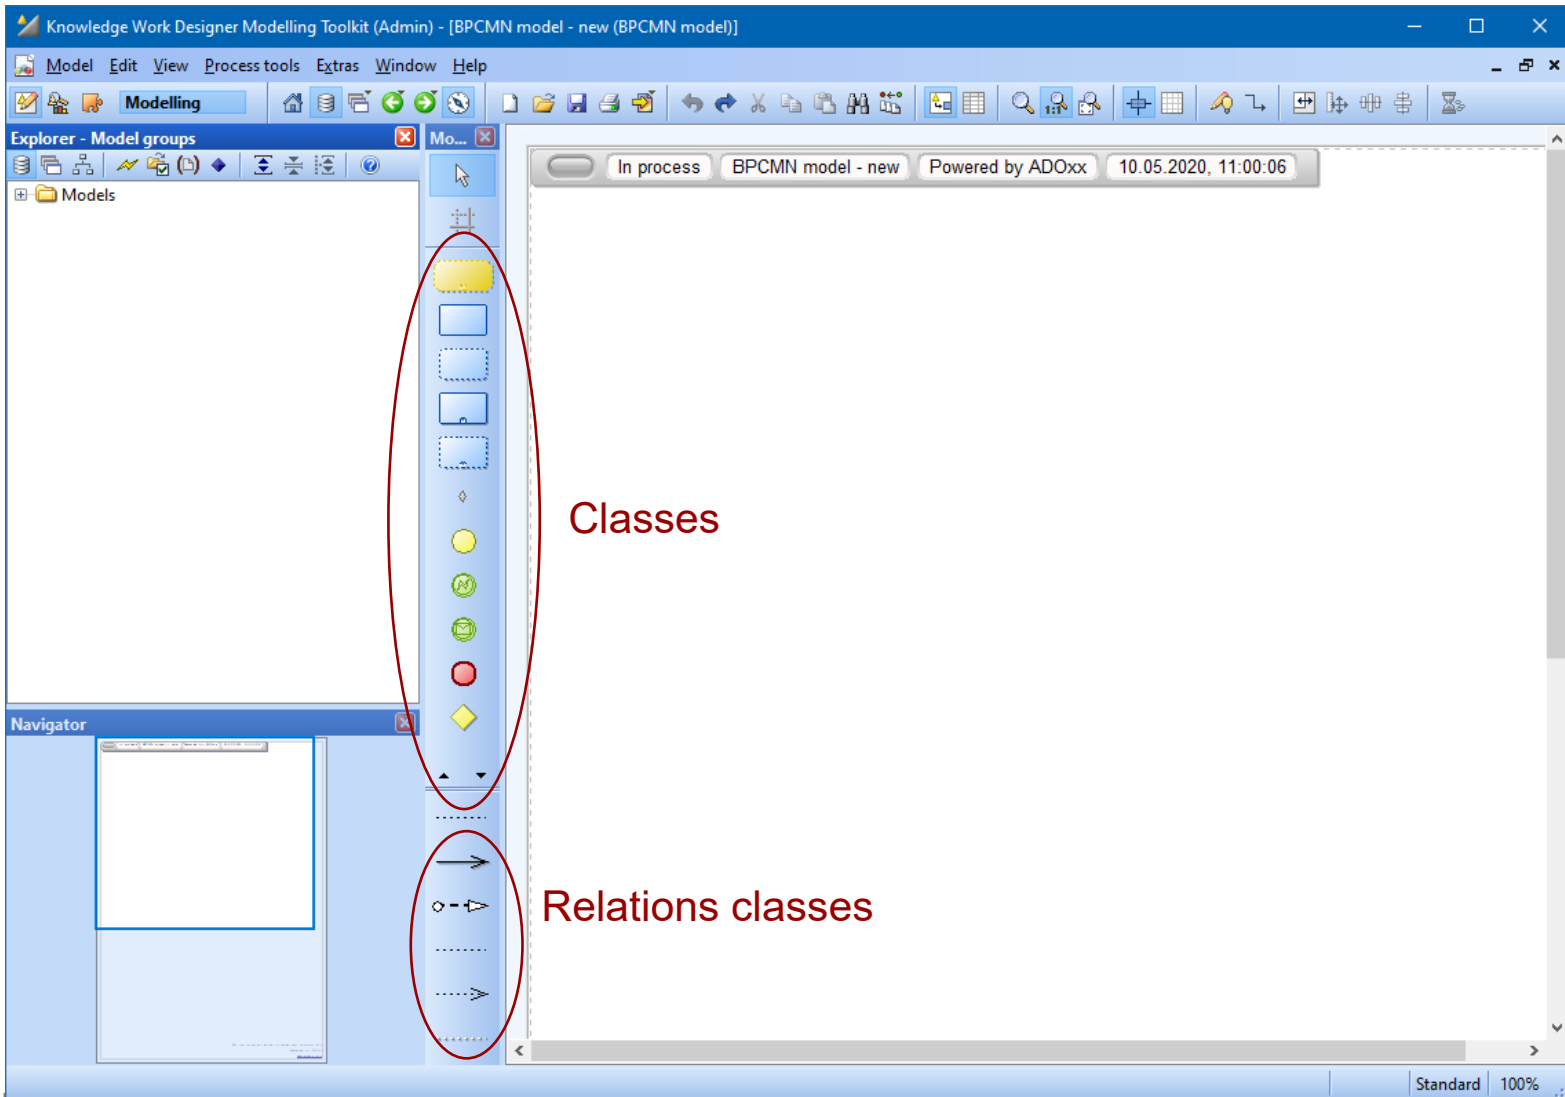 Knowledge Work Designer Modelling Toolkit (Admin) - [BPCMN model - new (BPCMN model)]
Model Edit View Process tools Extras Window Help
Modelling
Explorer - Model groups
Mo...
In process BPCMN model - new Powered by ADOxx 10.05.2020, 11:00:06
Models
Classes
Navigator
Relations classes
Standard 100%